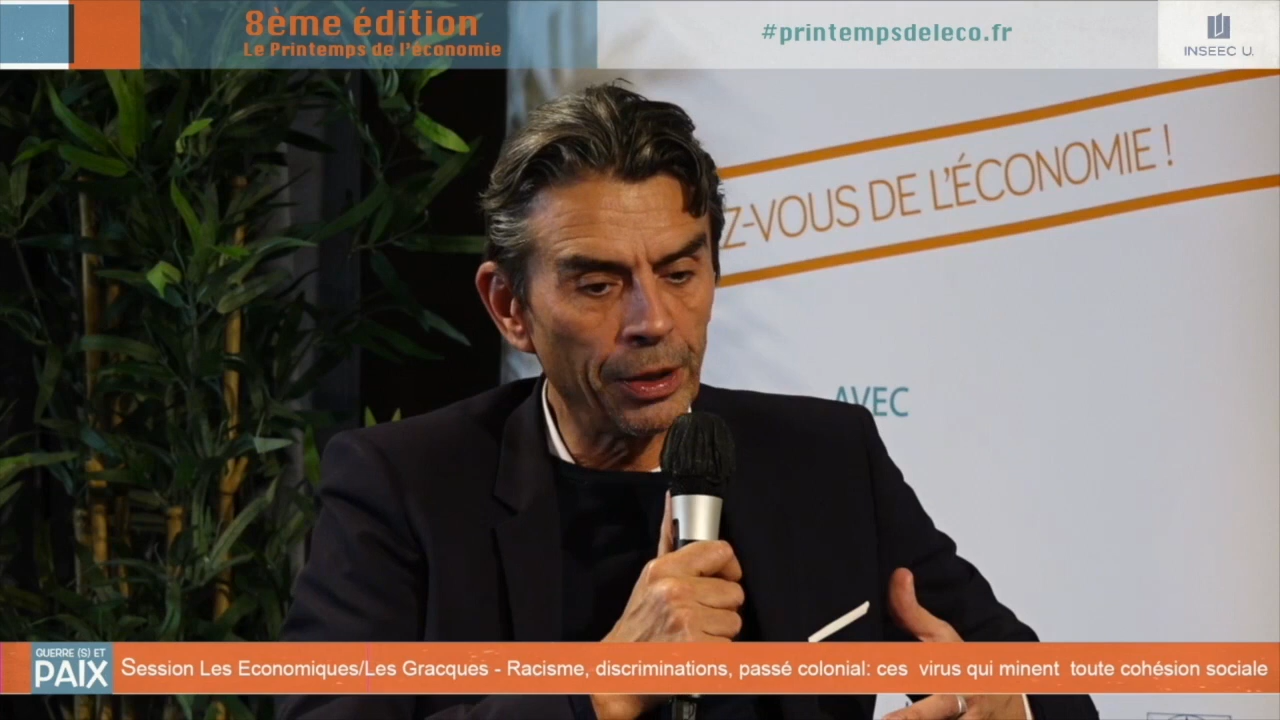 8ème édition
Le Printemps de l'économie
#printempsdeleco.fr
INSEEC U.
Z-VOUS DE L'ÉCONOMIE !
AVEC
GUERRE (S) ET
PAIX
Session Les Economiques/Les Gracques - Racisme, discriminations, passé colonial: ces virus qui minent toute cohésion sociale